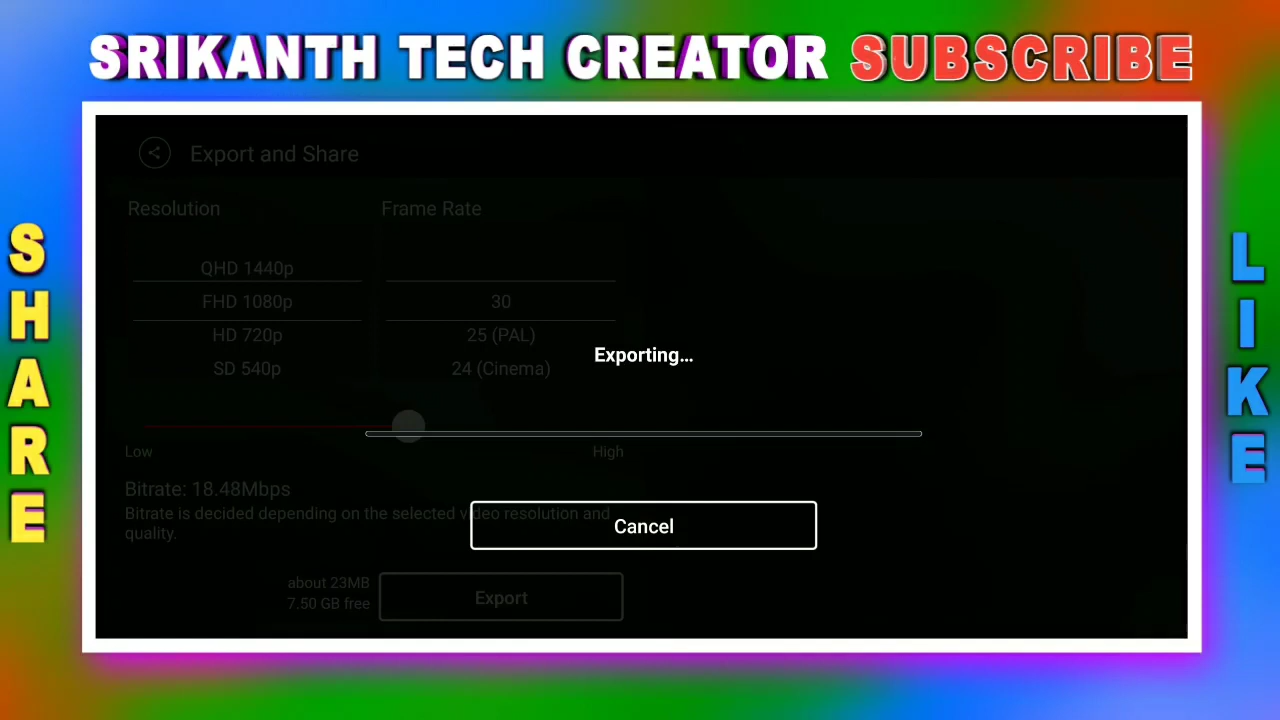 SRIKANTH TECH CREATOR SUBSCRIBE
SHARE
Export and Share
Resolution
Frame Rate
QHD 1440p
FHD 1080p
30
HD 720p
25 (PAL)
SD 540p
24 (Cinema)
Exporting...
Low
High
Bitrate: 18.48Mbps
Bitrate is decided depending on the selected video resolution and
quality.
Cancel
about 23MB
7.50 GB free
Export
LIKE